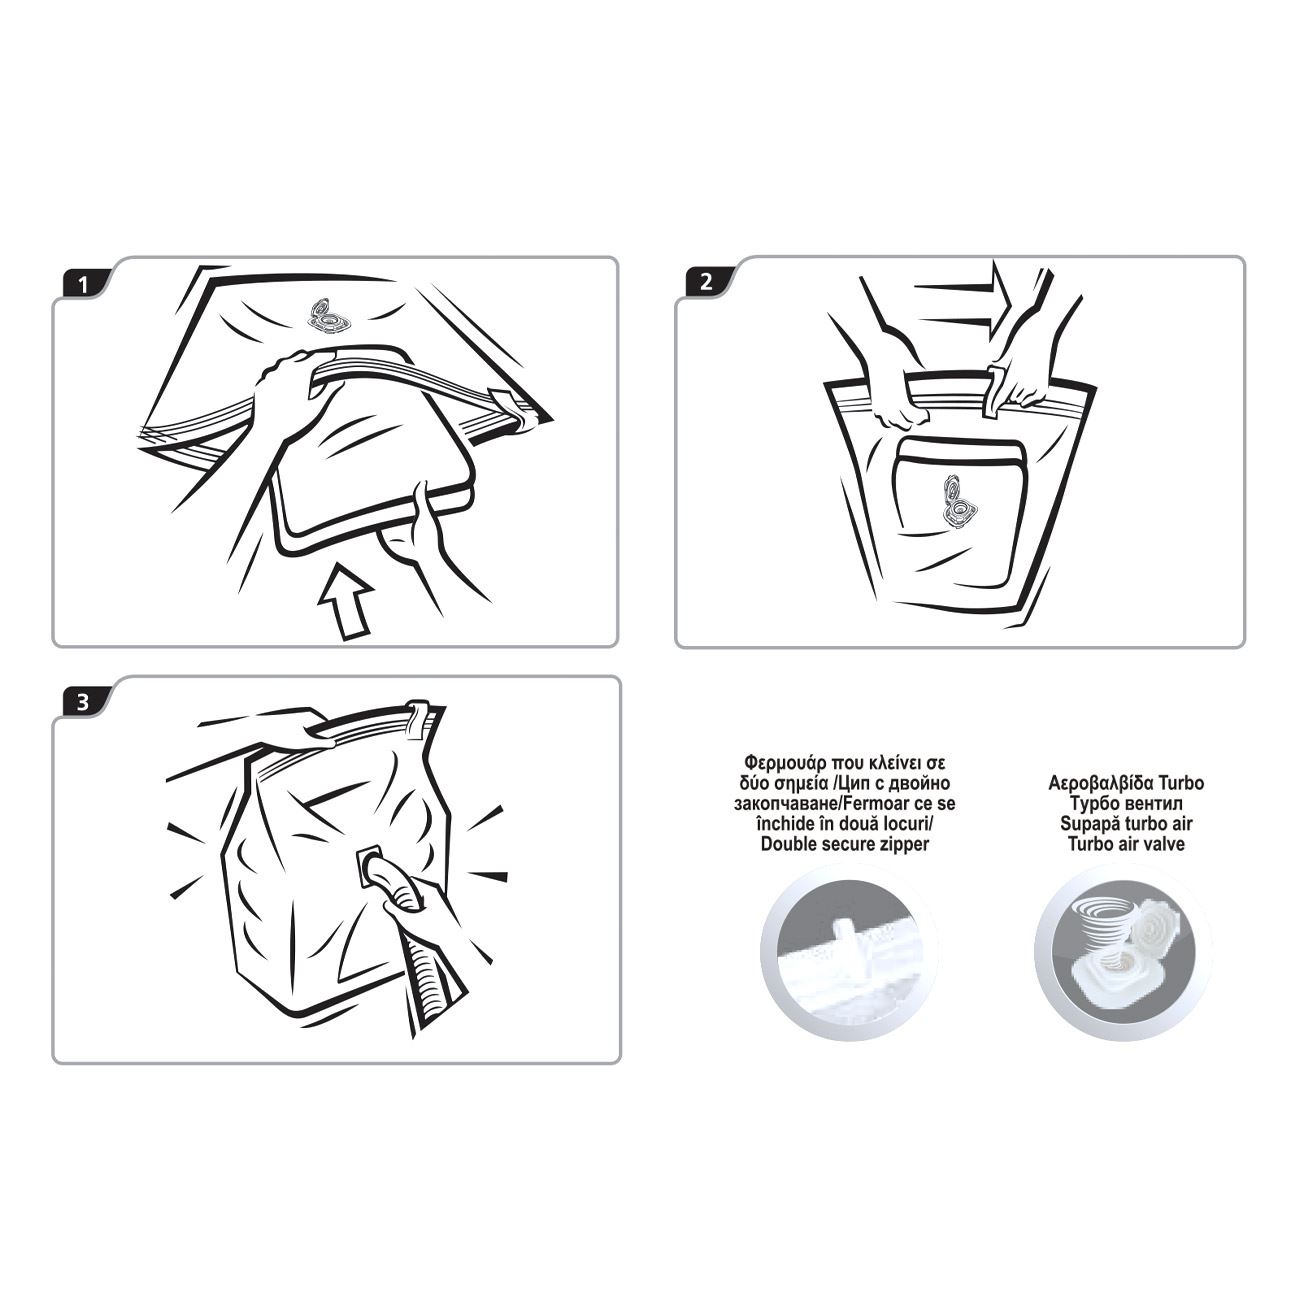 1
2
3
Φερμουάρ που κλείνει σε
δύο σημεία /Цип с двойно
закопчаване/Fermoar ce se
închide în două locuri/
Double secure zipper
Αεροβαλβίδα Turbo
Турбо вентил
Supapă turbo air
Turbo air valve